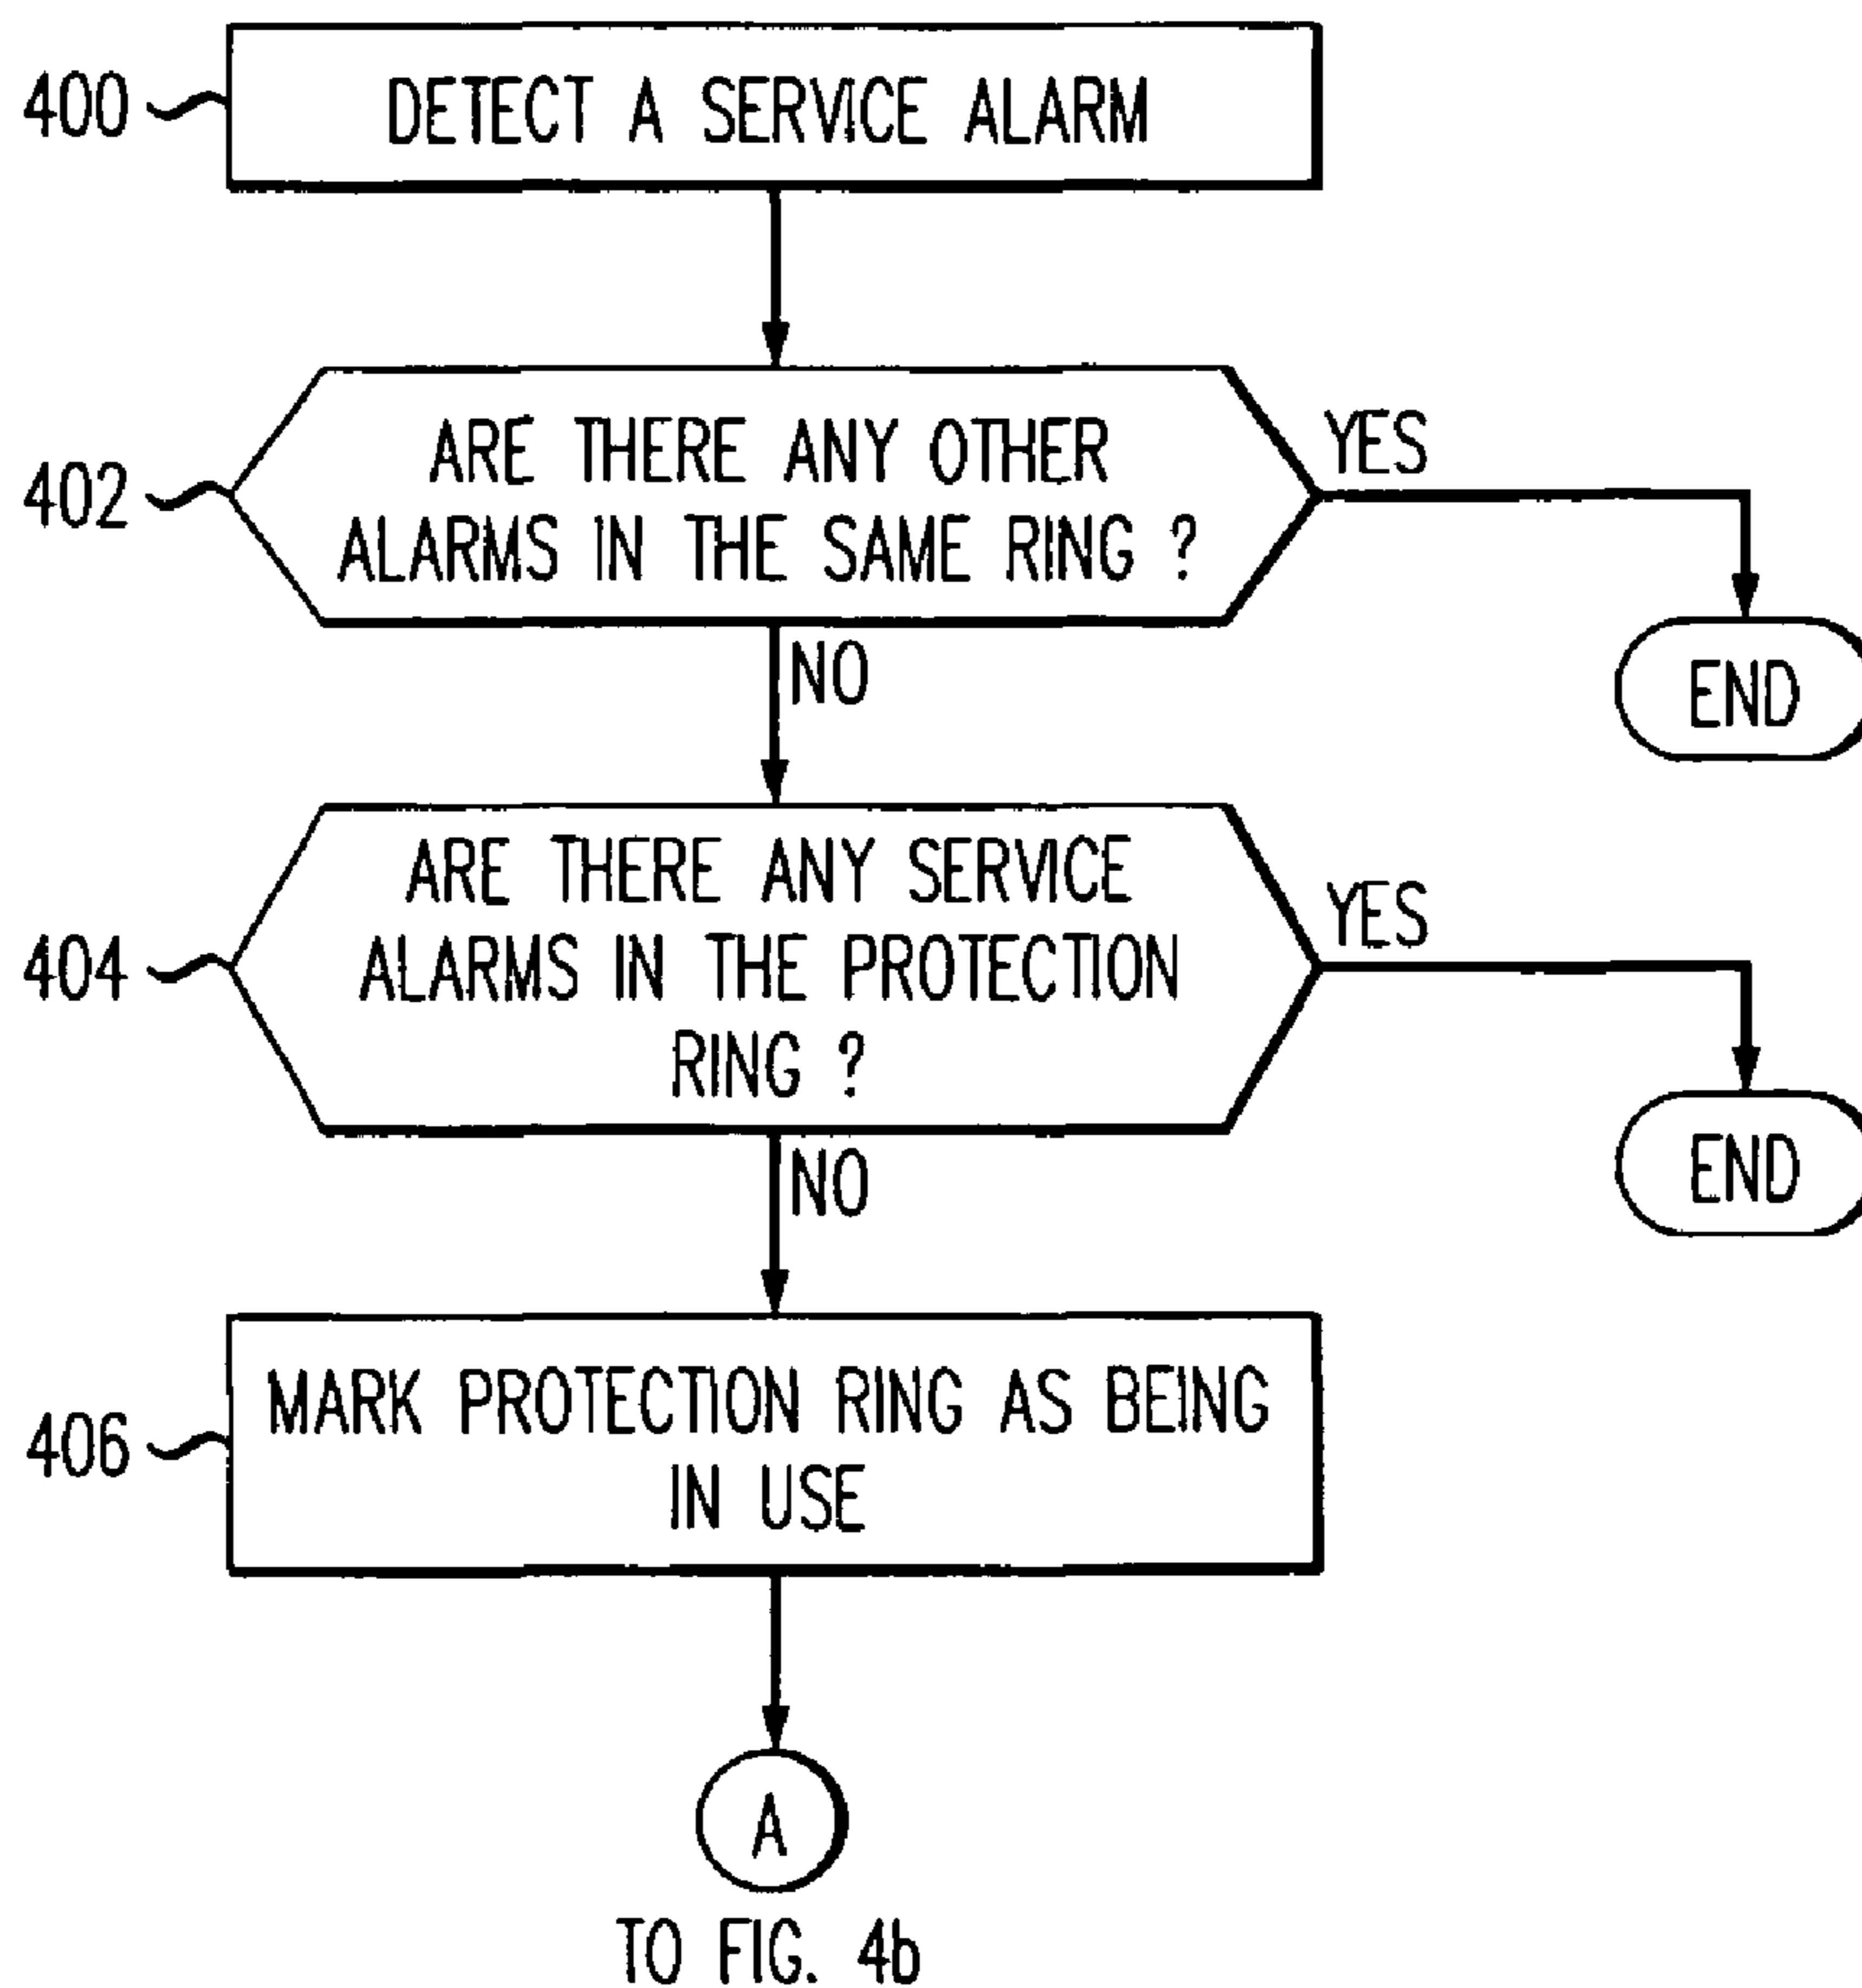 400
DETECT A SERVICE ALARM
402
ARE THERE ANY OTHER
ALARMS IN THE SAME RING ?
YES
END
NO
404
ARE THERE ANY SERVICE
ALARMS IN THE PROTECTION
RING ?
YES
END
NO
406
MARK PROTECTION RING AS BEING
IN USE
A
TO FIG. 4b